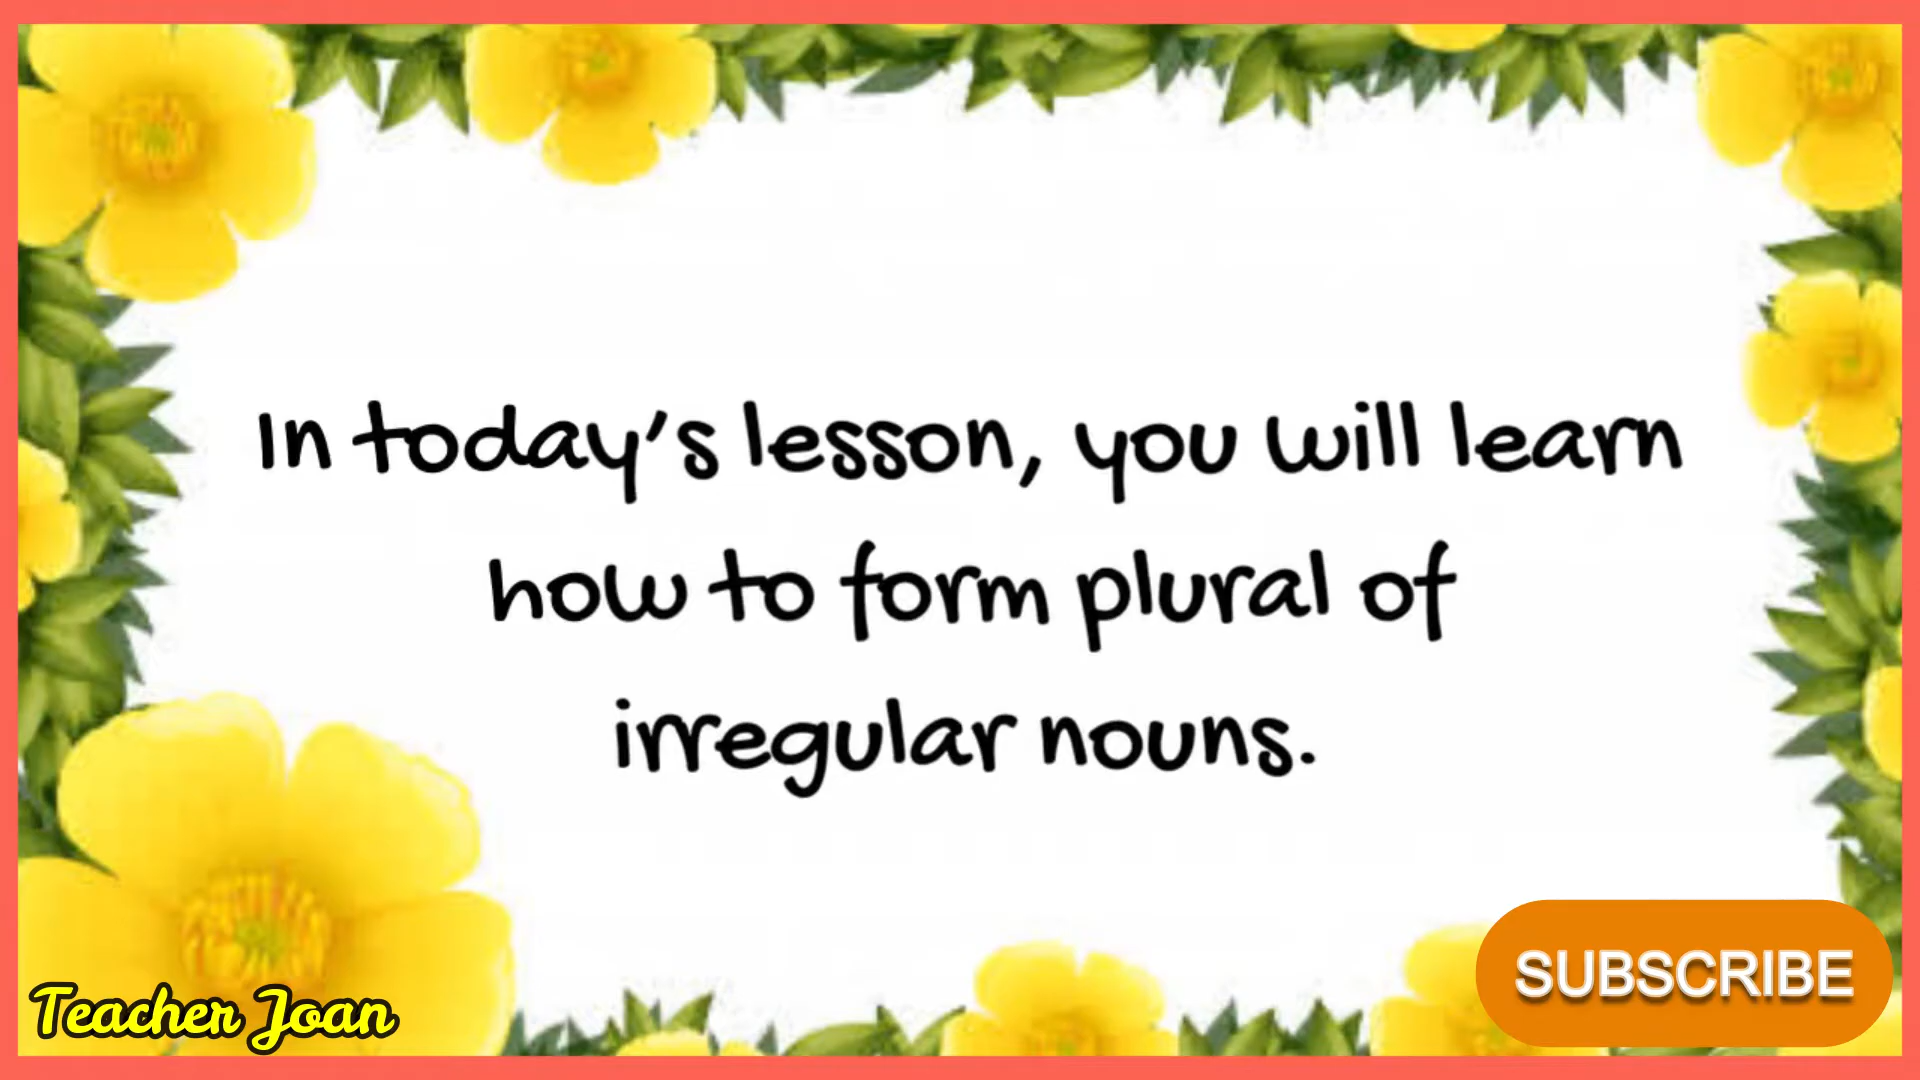 In today's lesson, you will learn
how to form plural of
irregular nouns.
Teacher Joan
SUBSCRIBE